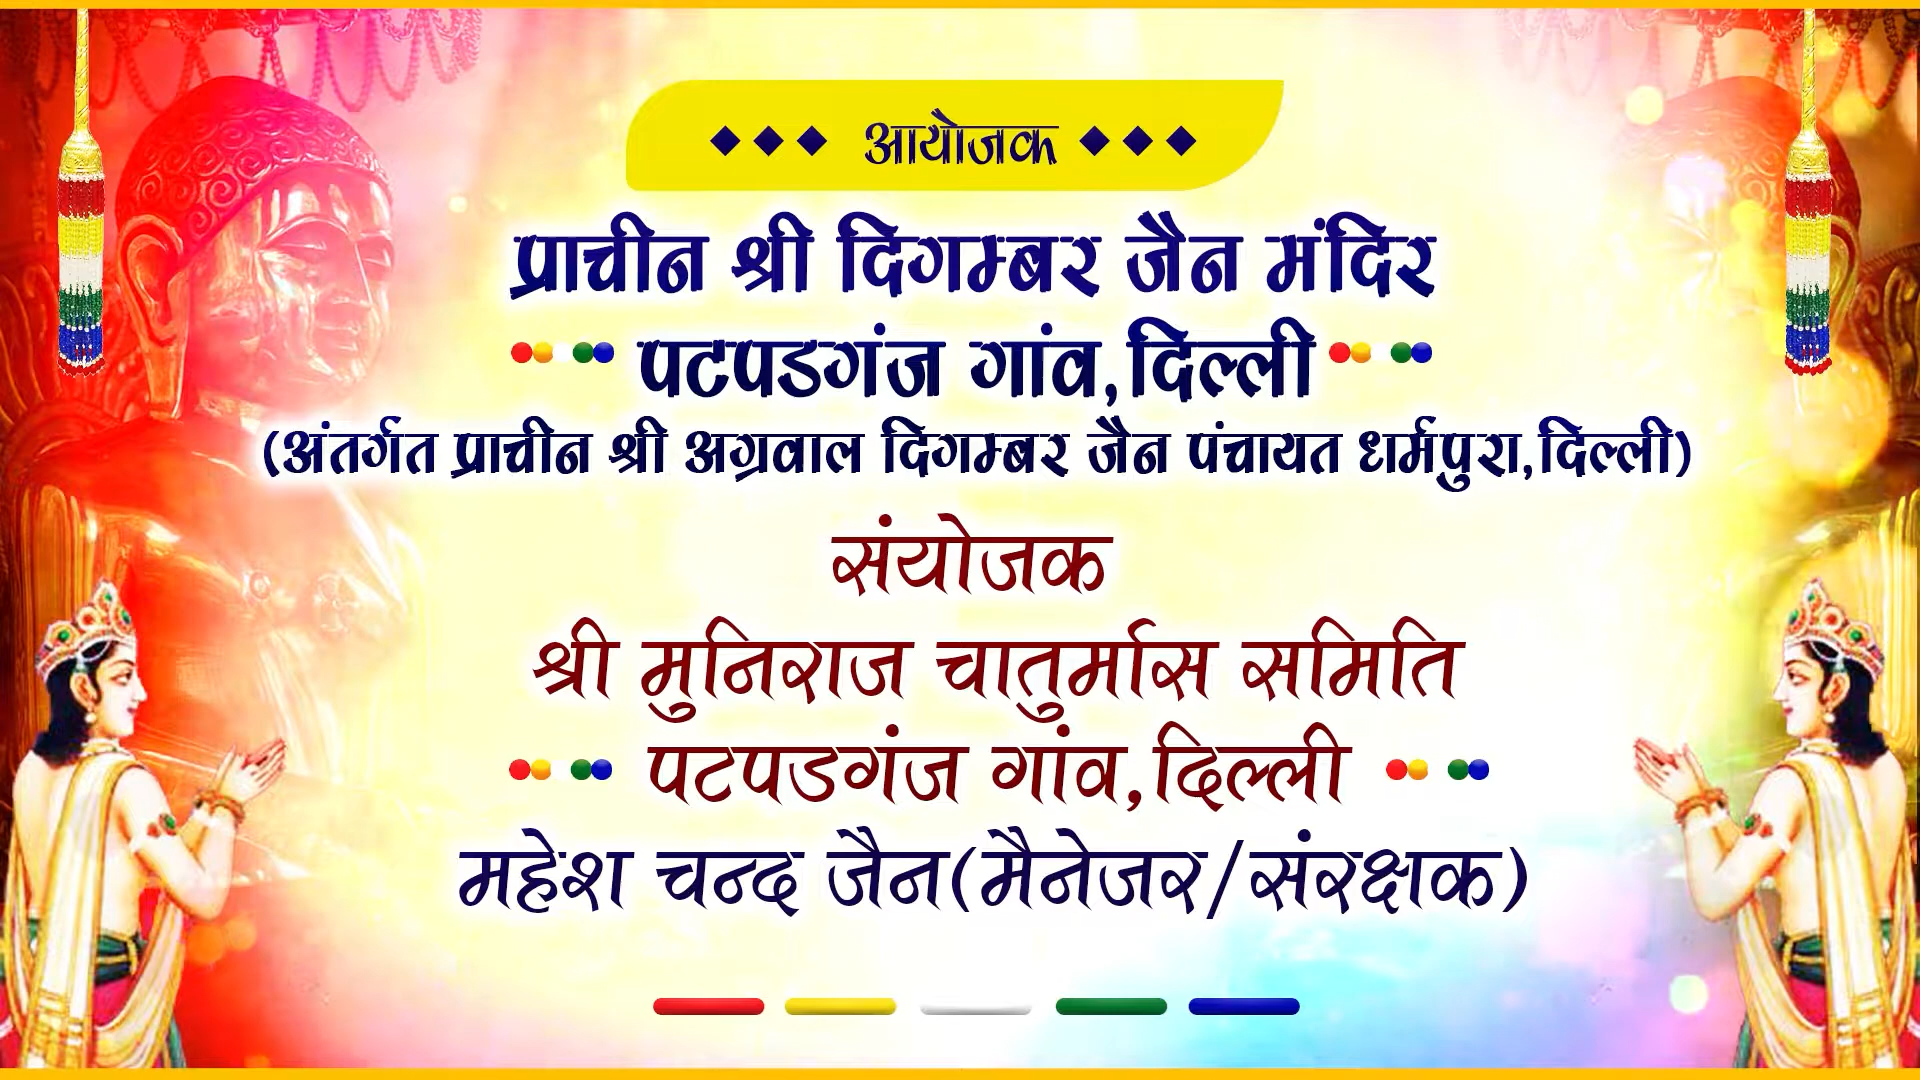 आयोजक
प्राचीन श्री दिगम्बर जैन मंदिर
पटपडगंज गांव,दिल्ली
(अंतर्गत प्राचीन श्री अग्रवाल दिगम्बर जैन पंचायत धर्मपुरा,दिल्ली)
संयोजक
श्री मुनिराज चातुर्मास समिति
पटपडगंज गांव,दिल्ली
महेश चन्द जैन(मैनेजर/संरक्षक)